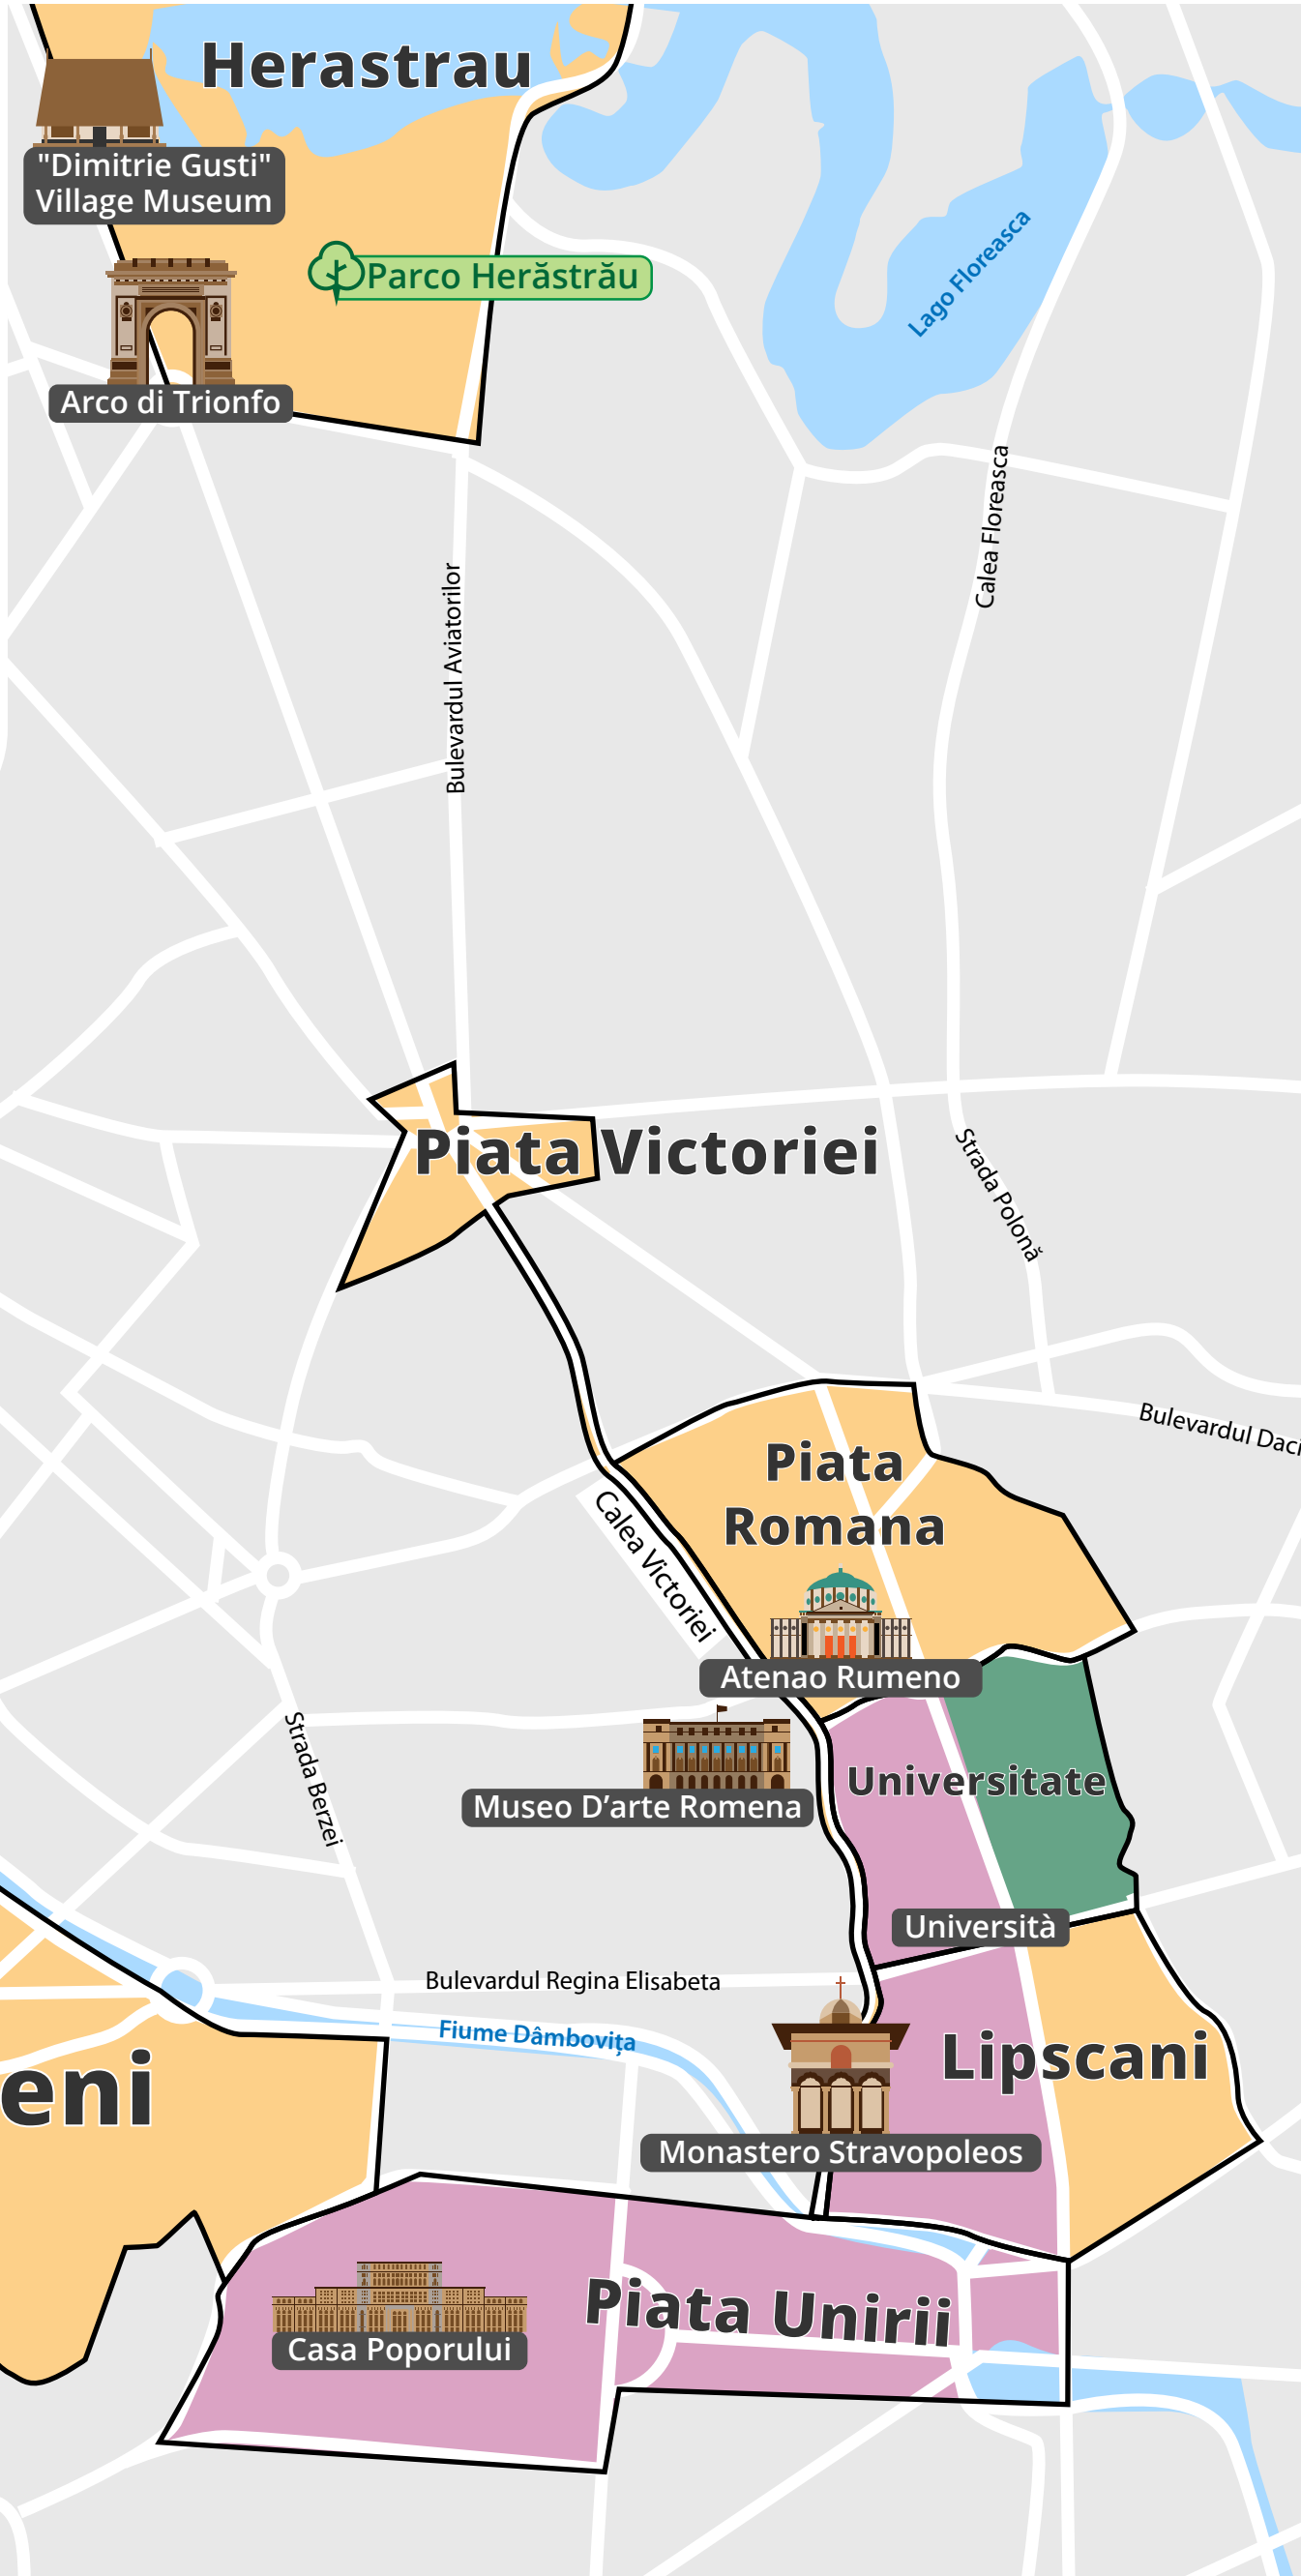 Herastrau
"Dimitrie Gusti"
Village Museum
Parco Herăstrău
Lago Floreasca
Arco di Trionfo
Calea Floreasca
Bulevardul Aviatorilor
Piata Victoriei
Strada Polonă
Bulevardul Daci
Piata
Romana
Calea Victoriei
Atenao Rumeno
Strada Berzei
Universitate
Museo D’arte Romena
Università
Bulevardul Regina Elisabeta
Fiume Dâmbovița
Lipscani
eni
Monastero Stravopoleos
Piata Unirii
Casa Poporului